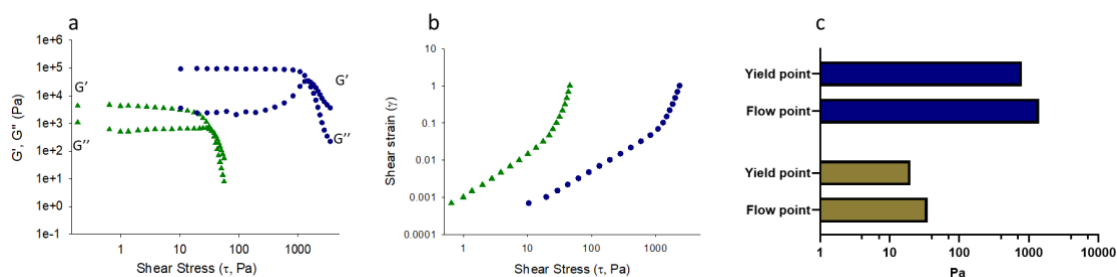 a
1e+6
1e+5
1e+4
1e+3
1e+2
1e+1
1e+0
1e-1
G', G" (Pa)
G'
G''
G'
G''
1
10
100
1000
Shear Stress (τ, Pa)
b
10
1
0.1
0.01
0.001
0.0001
Shear strain (γ)
1
10
100
1000
Shear Stress (τ, Pa)
c
Yield point
Flow point
Yield point
Flow point
1
10
100
1000
10000
Pa